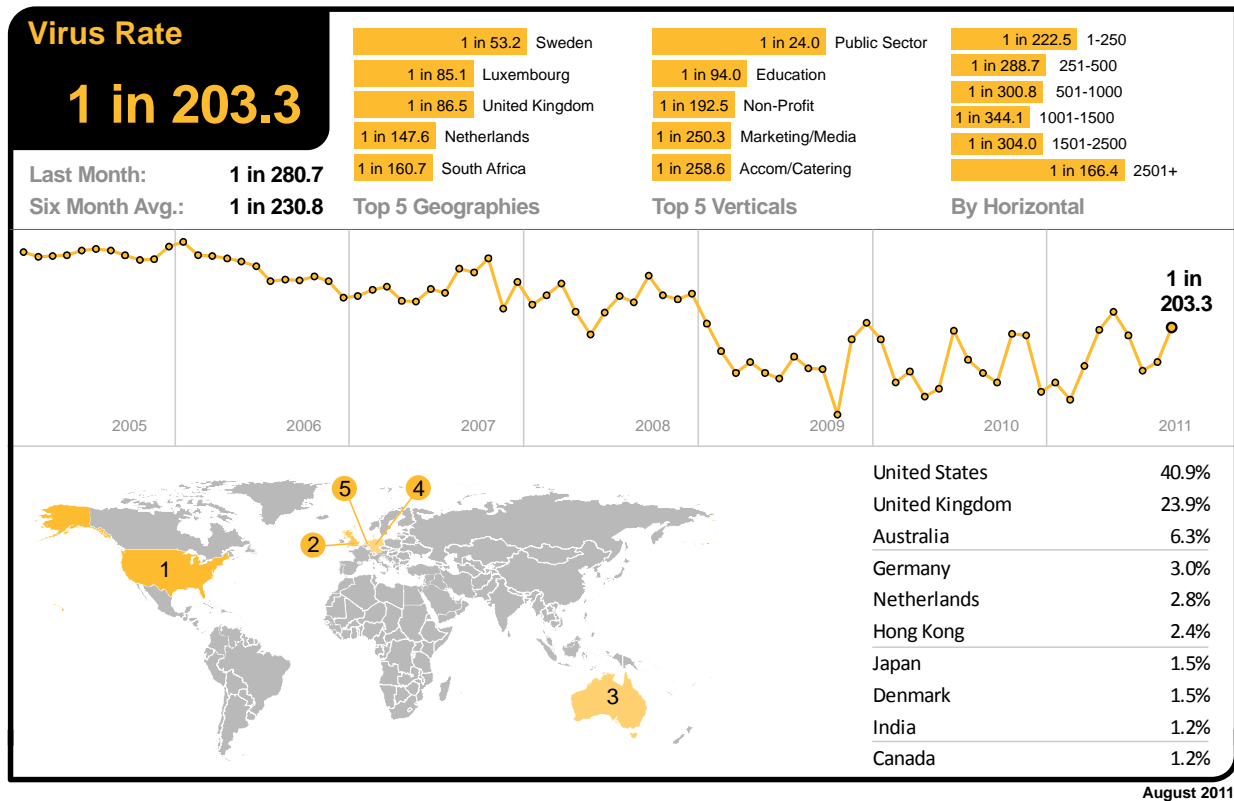 Virus Rate
1 in 203.3
Last Month: 1 in 280.7
Six Month Avg.: 1 in 230.8
1 in 53.2 Sweden
1 in 85.1 Luxembourg
1 in 86.5 United Kingdom
1 in 147.6 Netherlands
1 in 160.7 South Africa
Top 5 Geographies
1 in 24.0 Public Sector
1 in 94.0 Education
1 in 192.5 Non-Profit
1 in 250.3 Marketing/Media
1 in 258.6 Accom/Catering
Top 5 Verticals
1 in 222.5 1-250
1 in 288.7 251-500
1 in 300.8 501-1000
1 in 344.1 1001-1500
1 in 304.0 1501-2500
1 in 166.4 2501+
By Horizontal
1 in
203.3
2005 2006 2007 2008 2009 2010 2011
5 4
2
1
3
United States 40.9%
United Kingdom 23.9%
Australia 6.3%
Germany 3.0%
Netherlands 2.8%
Hong Kong 2.4%
Japan 1.5%
Denmark 1.5%
India 1.2%
Canada 1.2%
August 2011